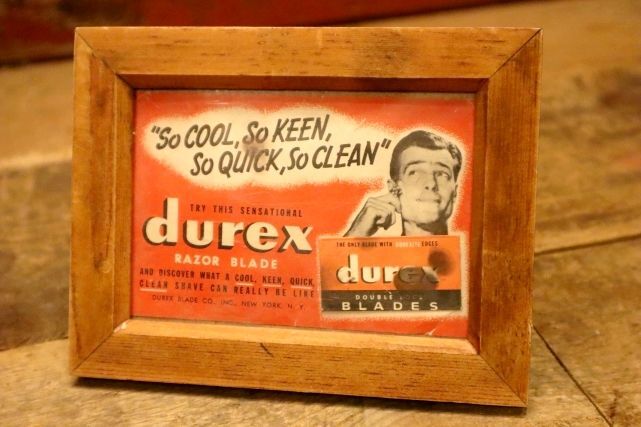 "SO COOL, SO KEEN,
SO QUICK, SO CLEAN"
TRY THIS SENSATIONAL
durex
RAZOR BLADE
AND DISCOVER WHAT A COOL, KEEN, QUICK,
CLEAN SHAVE CAN REALLY BE LIKE
DUREX BLADE CO., INC., NEW YORK, N. Y.
THE ONLY BLADE WITH EDGES
durex
DOUBLE EDGE
BLADES